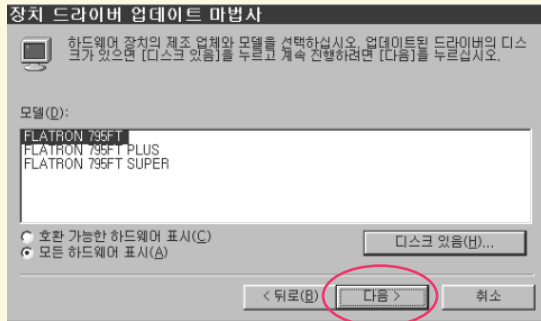 장치 드라이버 업데이트 마법사
하드웨어 장치의 제조 업체와 모델을 선택하십시오. 업데이트된 드라이버의 디스
크가 있으면 [디스크 있음]를 누르고 계속 진행하려면 [다음]를 누르십시오.
모델(D):
FLATRON 795FT
FLATRON 795FT PLUS
FLATRON 795FT SUPER
호환 가능한 하드웨어 표시(C)
모든 하드웨어 표시(A)
디스크 있음(H)...
< 뒤로(B)
다음 >
취소